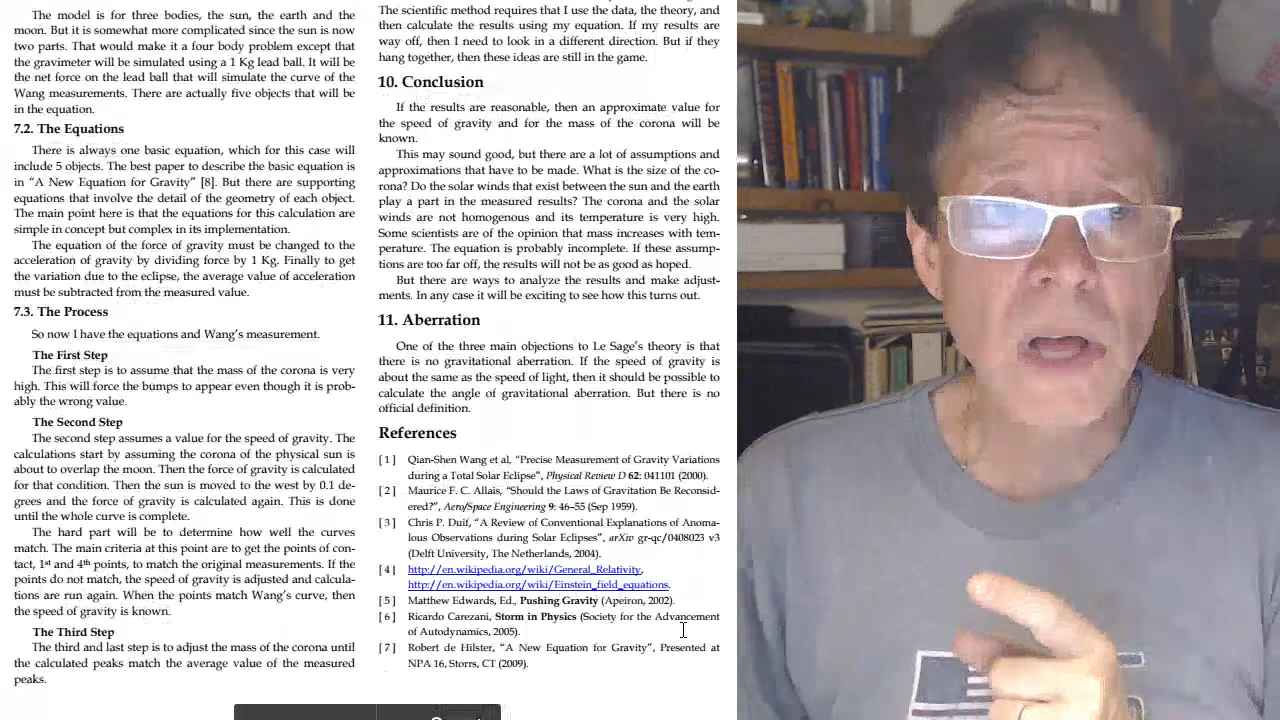 The model is for three bodies, the sun, the earth and the
moon. But it is somewhat more complicated since the sun is now
two parts. That would make it a four body problem except that
the gravimeter will be simulated using a 1 Kg lead ball. It will be
the net force on the lead ball that will simulate the curve of the
Wang measurements. There are actually five objects that will be
in the equation.
7.2. The Equations
There is always one basic equation, which for this case will
include 5 objects. The best paper to describe the basic equation is
in “A New Equation for Gravity” [8]. But there are supporting
equations that involve the detail of the geometry of each object.
The main point here is that the equations for this calculation are
simple in concept but complex in its implementation.
The equation of the force of gravity must be changed to the
acceleration of gravity by dividing force by 1 Kg. Finally to get
the variation due to the eclipse, the average value of acceleration
must be subtracted from the measured value.
7.3. The Process
So now I have the equations and Wang’s measurement.
The First Step
The first step is to assume that the mass of the corona is very
high. This will force the bumps to appear even though it is prob-
ably the wrong value.
The Second Step
The second step assumes a value for the speed of gravity. The
calculations start by assuming the corona of the physical sun is
about to overlap the moon. Then the force of gravity is calculated
for that condition. Then the sun is moved to the west by 0.1 de-
grees and the force of gravity is calculated again. This is done
until the whole curve is complete.
The hard part will be to determine how well the curves
match. The main criteria at this point are to get the points of con-
tact, 1st and 4th points, to match the original measurements. If the
points do not match, the speed of gravity is adjusted and calcula-
tions are run again. When the points match Wang’s curve, then
the speed of gravity is known.
The Third Step
The third and last step is to adjust the mass of the corona until
the calculated peaks match the average value of the measured
peaks.
The scientific method requires that I use the data, the theory, and
then calculate the results using my equation. If my results are
way off, then I need to look in a different direction. But if they
hang together, then these ideas are still in the game.
10. Conclusion
If the results are reasonable, then an approximate value for
the speed of gravity and for the mass of the corona will be
known.
This may sound good, but there are a lot of assumptions and
approximations that have to be made. What is the size of the co-
rona? Do the solar winds that exist between the sun and the earth
play a part in the measured results? The corona and the solar
winds are not homogenous and its temperature is very high.
Some scientists are of the opinion that mass increases with tem-
perature. The equation is probably incomplete. If these assump-
tions are too far off, the results will not be as good as hoped.
But there are ways to analyze the results and make adjust-
ments. In any case it will be exciting to see how this turns out.
11. Aberration
One of the three main objections to Le Sage’s theory is that
there is no gravitational aberration. If the speed of gravity is
about the same as the speed of light, then it should be possible to
calculate the angle of gravitational aberration. But there is no
official definition.
References
[ 1 ] Qian-Shen Wang et al, “Precise Measurement of Gravity Variations
during a Total Solar Eclipse”, Physical Review D 62: 041101 (2000).
[ 2 ] Maurice F. C. Allais, “Should the Laws of Gravitation Be Reconsid-
ered?”, Aero/Space Engineering 9: 46–55 (Sep 1959).
[ 3 ] Chris P. Duif, “A Review of Conventional Explanations of Anoma-
lous Observations during Solar Eclipses”, arXiv gr-qc/0408023 v3
(Delft University, The Netherlands, 2004).
[ 4 ] http://en.wikipedia.org/wiki/General_Relativity,
http://en.wikipedia.org/wiki/Einstein_field_equations.
[ 5 ] Matthew Edwards, Ed., Pushing Gravity (Apeiron, 2002).
[ 6 ] Ricardo Carezani, Storm in Physics (Society for the Advancement
of Autodynamics, 2005).
[ 7 ] Robert de Hilster, “A New Equation for Gravity”, Presented at
NPA 16, Storrs, CT (2009).